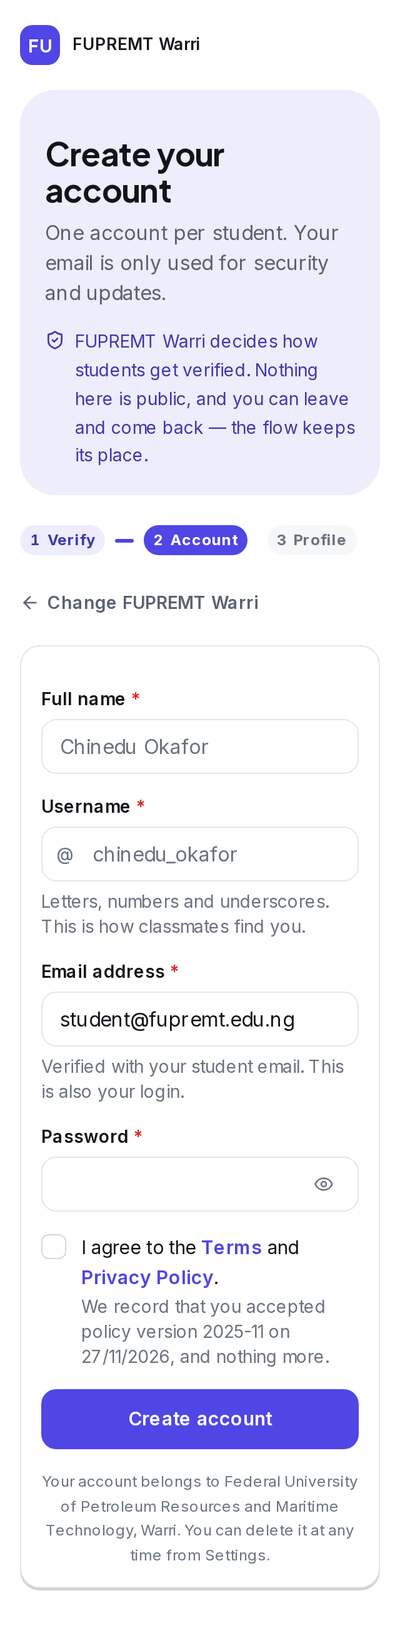 FU FUPREMT Warri
Create your
account
One account per student. Your
email is only used for security
and updates.
FUPREMT Warri decides how
students get verified. Nothing
here is public, and you can leave
and come back — the flow keeps
its place.
1 Verify 2 Account 3 Profile
← Change FUPREMT Warri
Full name *
Chinedu Okafor
Username *
@ chinedu_okafor
Letters, numbers and underscores.
This is how classmates find you.
Email address *
student@fupremt.edu.ng
Verified with your student email. This
is also your login.
Password *
I agree to the Terms and
Privacy Policy.
We record that you accepted
policy version 2025-11 on
27/11/2026, and nothing more.
Create account
Your account belongs to Federal University
of Petroleum Resources and Maritime
Technology, Warri. You can delete it at any
time from Settings.